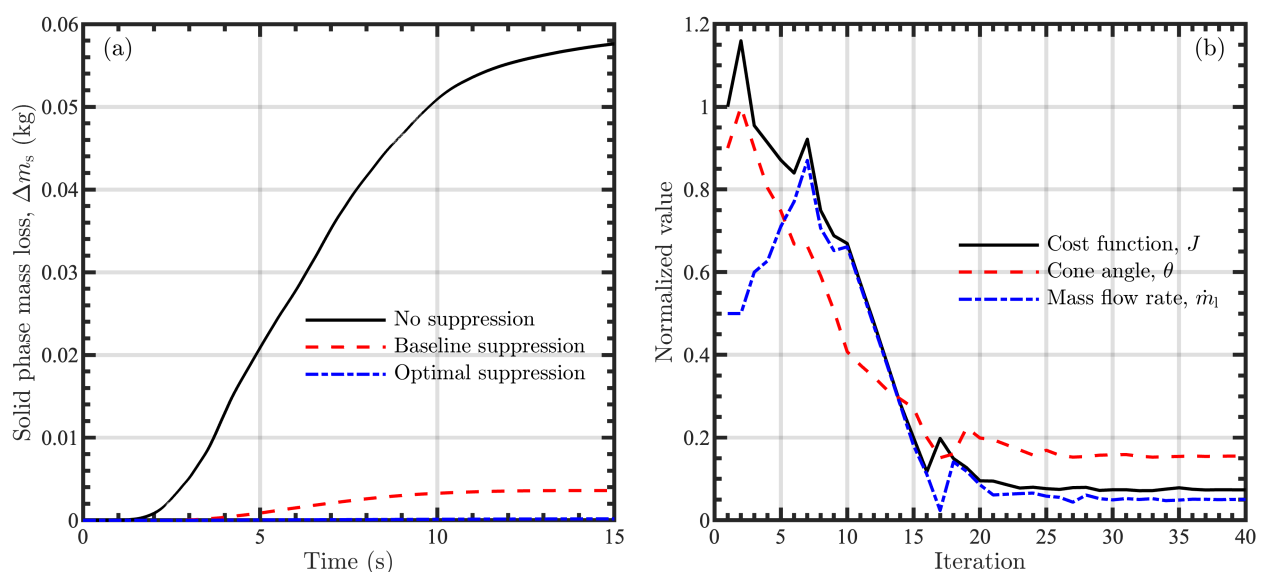 (a)
Solid phase mass loss, Δmₛ (kg)
0.06
0.05
0.04
0.03
0.02
0.01
0
No suppression
Baseline suppression
Optimal suppression
0 5 10 15
Time (s)
(b)
Normalized value
1.2
1
0.8
0.6
0.4
0.2
0
Cost function, J
Cone angle, θ
Mass flow rate, ṁₗ
0 5 10 15 20 25 30 35 40
Iteration